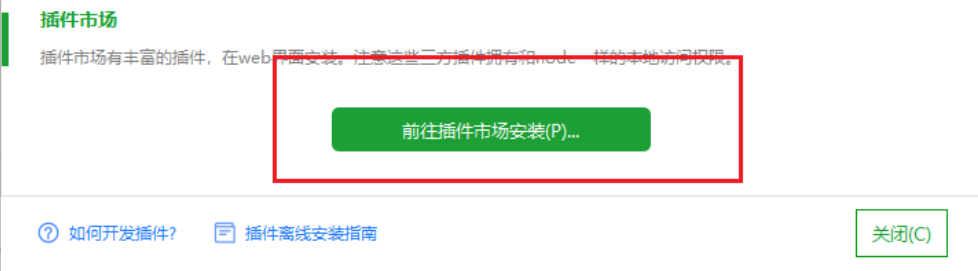 插件市场
插件市场有丰富的插件，在web界面安装。注意这些三方插件拥有和node一样的本地访问权限。
前往插件市场安装(P)...
如何开发插件?
插件离线安装指南
关闭(C)